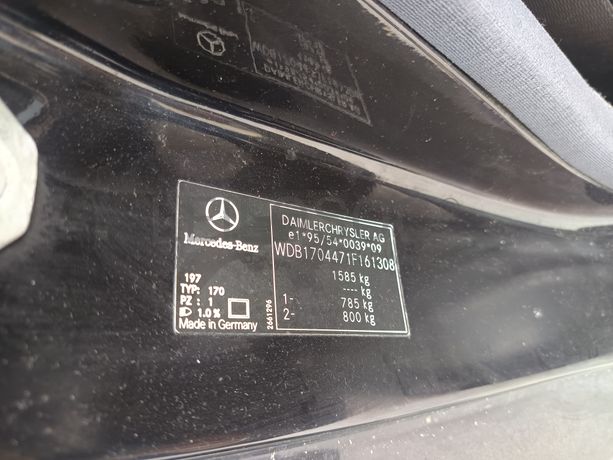 Mercedes-Benz
197
TYP: 170
PZ : 1
1.0 %
Made in Germany
2661296
DAIMLERCHRYSLER AG
e1*95/54*0039*09
WDB1704471F161308
1585 kg
---- kg
1- 785 kg
2- 800 kg